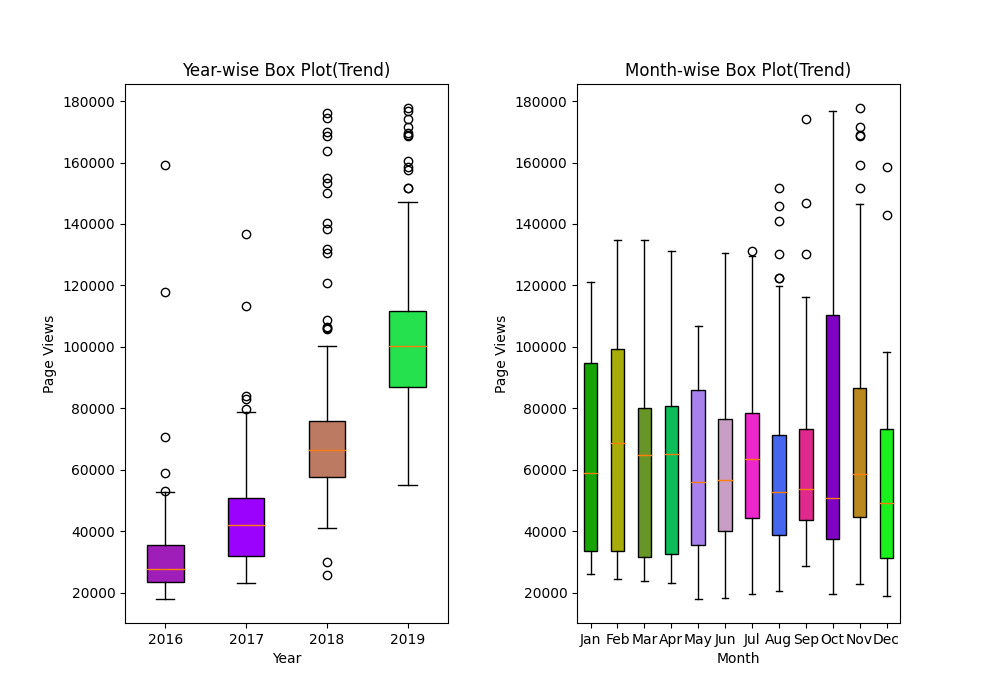 Year-wise Box Plot(Trend)
Page Views
180000
160000
140000
120000
100000
80000
60000
40000
20000
2016 2017 2018 2019
Year
Month-wise Box Plot(Trend)
Page Views
180000
160000
140000
120000
100000
80000
60000
40000
20000
Jan Feb Mar Apr May Jun Jul Aug Sep Oct Nov Dec
Month